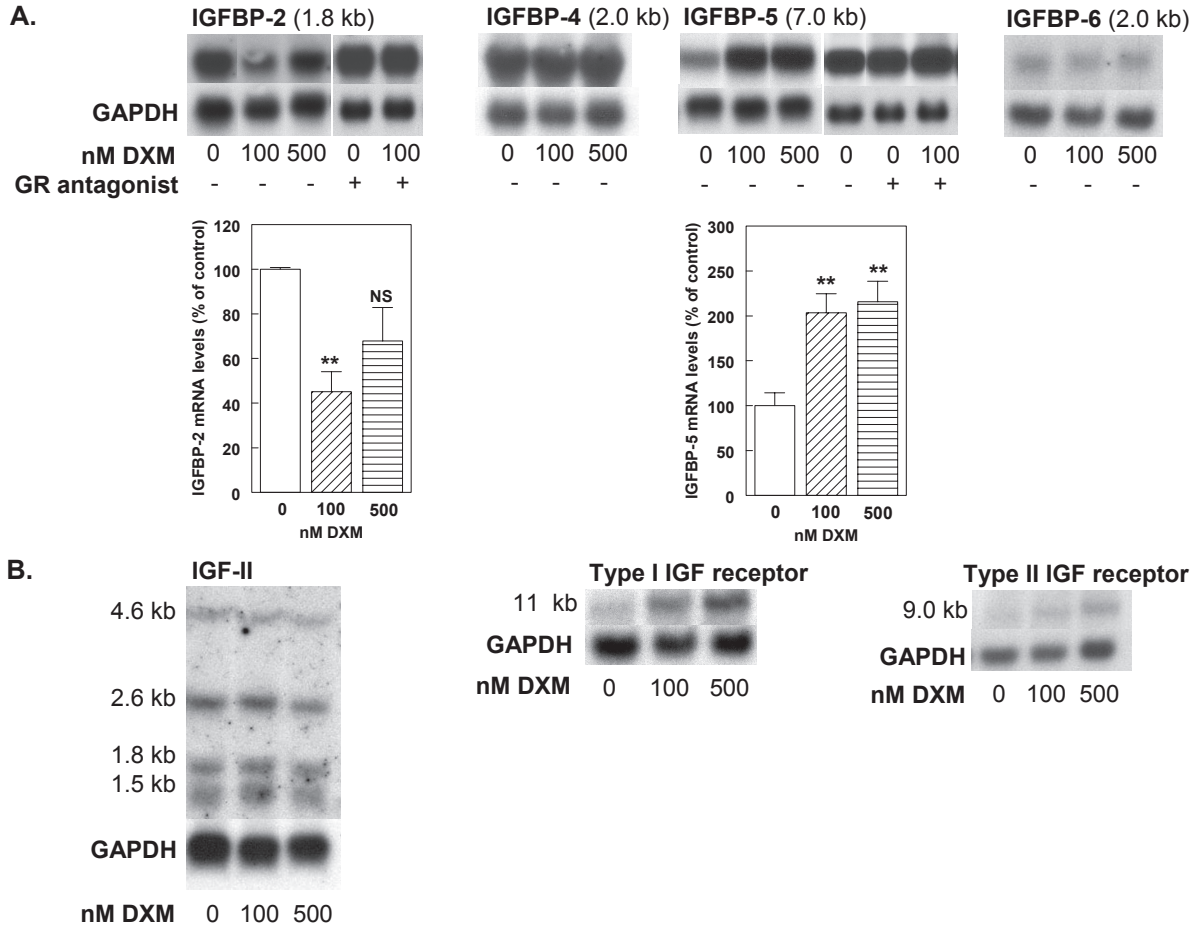 A.
IGFBP-2 (1.8 kb) IGFBP-4 (2.0 kb) IGFBP-5 (7.0 kb) IGFBP-6 (2.0 kb)
GAPDH
nM DXM 0 100 500 0 100 0 100 500 0 100 500 0 0 100 0 100 500
GR antagonist - - - + + - - - - - - - + + - - -
IGFBP-2 mRNA levels (% of control)
120
100
80
60
40
20
0
**
NS
0 100 500
nM DXM
IGFBP-5 mRNA levels (% of control)
300
250
200
150
100
50
0
**
**
0 100 500
nM DXM
B.
IGF-II
4.6 kb
2.6 kb
1.8 kb
1.5 kb
GAPDH
nM DXM 0 100 500
Type I IGF receptor
11 kb
GAPDH
nM DXM 0 100 500
Type II IGF receptor
9.0 kb
GAPDH
nM DXM 0 100 500